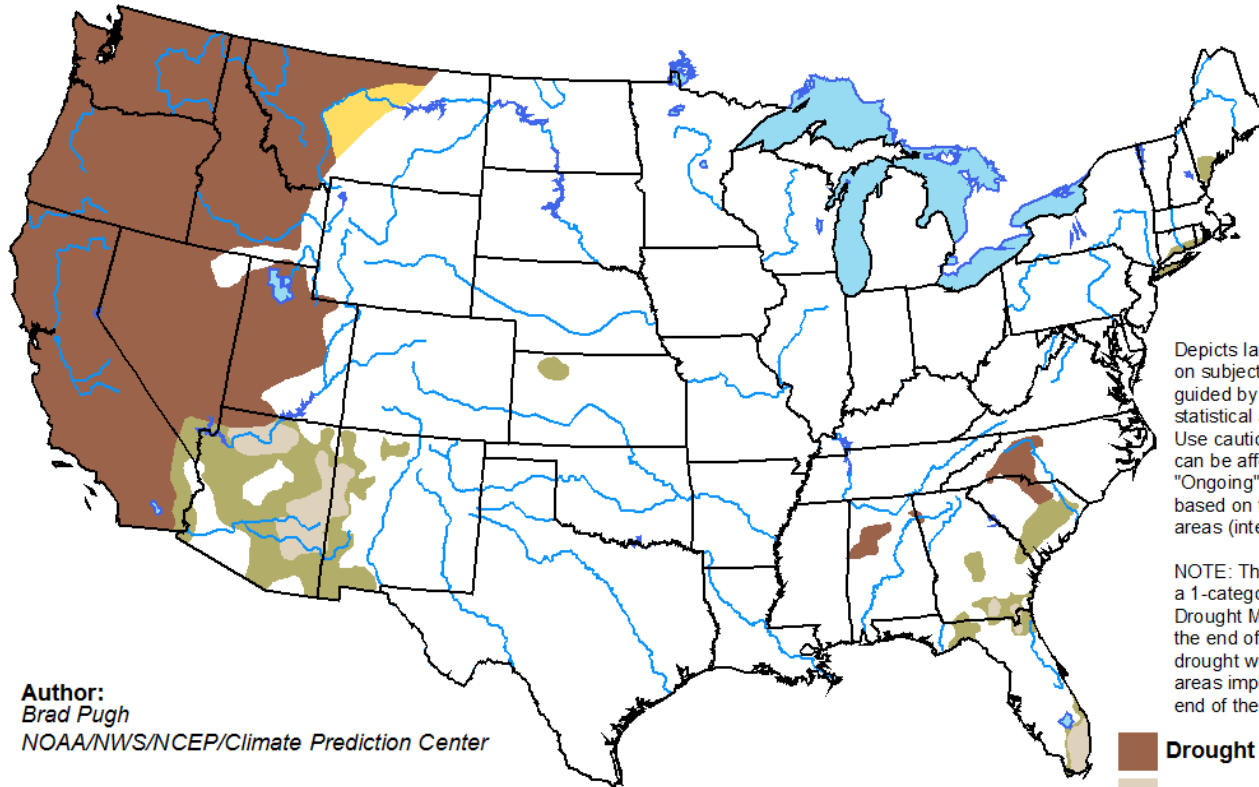 Depicts la
on subject
guided by
statistical
Use cautio
can be affe
"Ongoing"
based on
areas (inte
NOTE: Th
a 1-catego
Drought M
the end of
drought w
areas imp
end of the
Author:
Brad Pugh
NOAA/NWS/NCEP/Climate Prediction Center
Drought